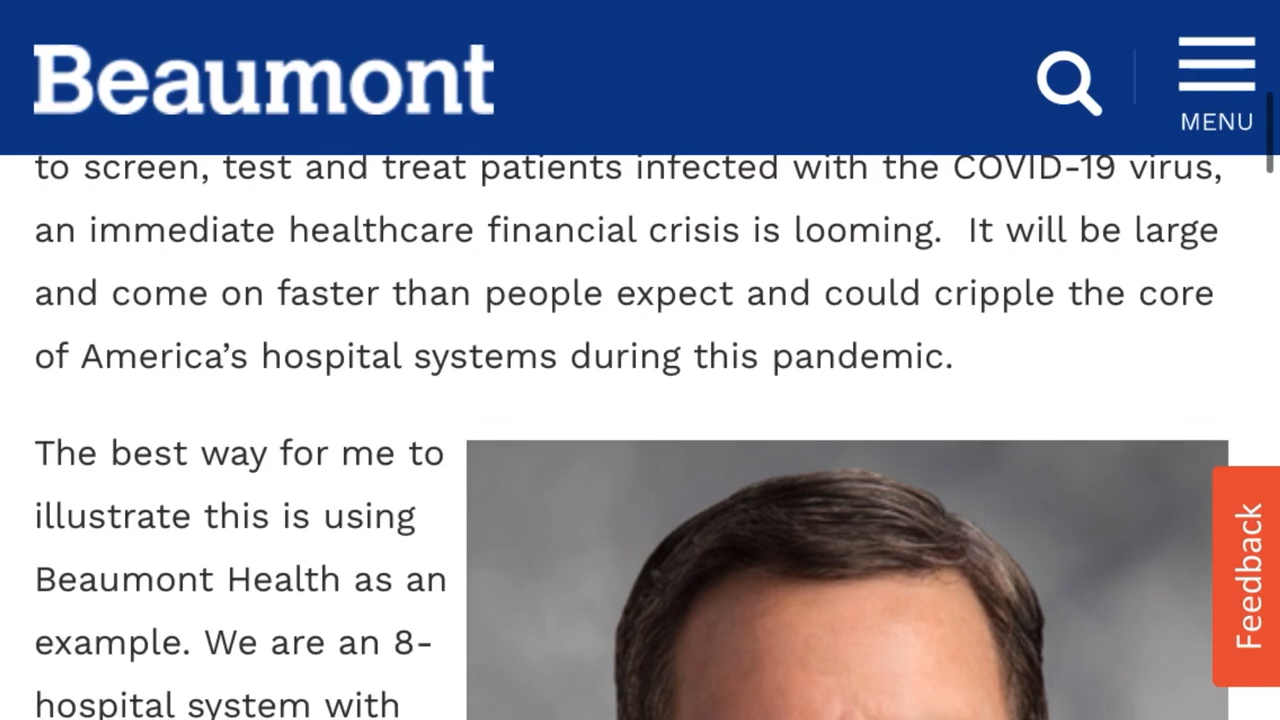 Beaumont
MENU
to screen, test and treat patients infected with the COVID-19 virus,
an immediate healthcare financial crisis is looming.  It will be large
and come on faster than people expect and could cripple the core
of America’s hospital systems during this pandemic.
The best way for me to
illustrate this is using
Beaumont Health as an
example. We are an 8-
hospital system with
Feedback